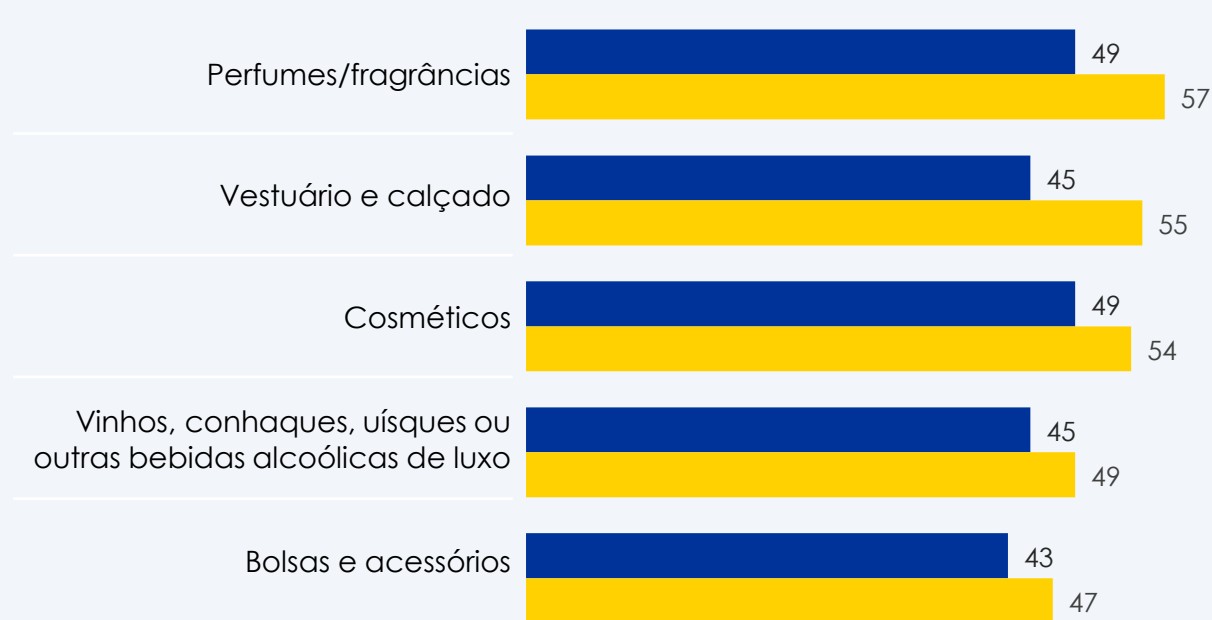 Perfumes/fragrâncias
49
57
Vestuário e calçado
45
55
Cosméticos
49
54
Vinhos, conhaques, uísques ou
outras bebidas alcoólicas de luxo
45
49
Bolsas e acessórios
43
47